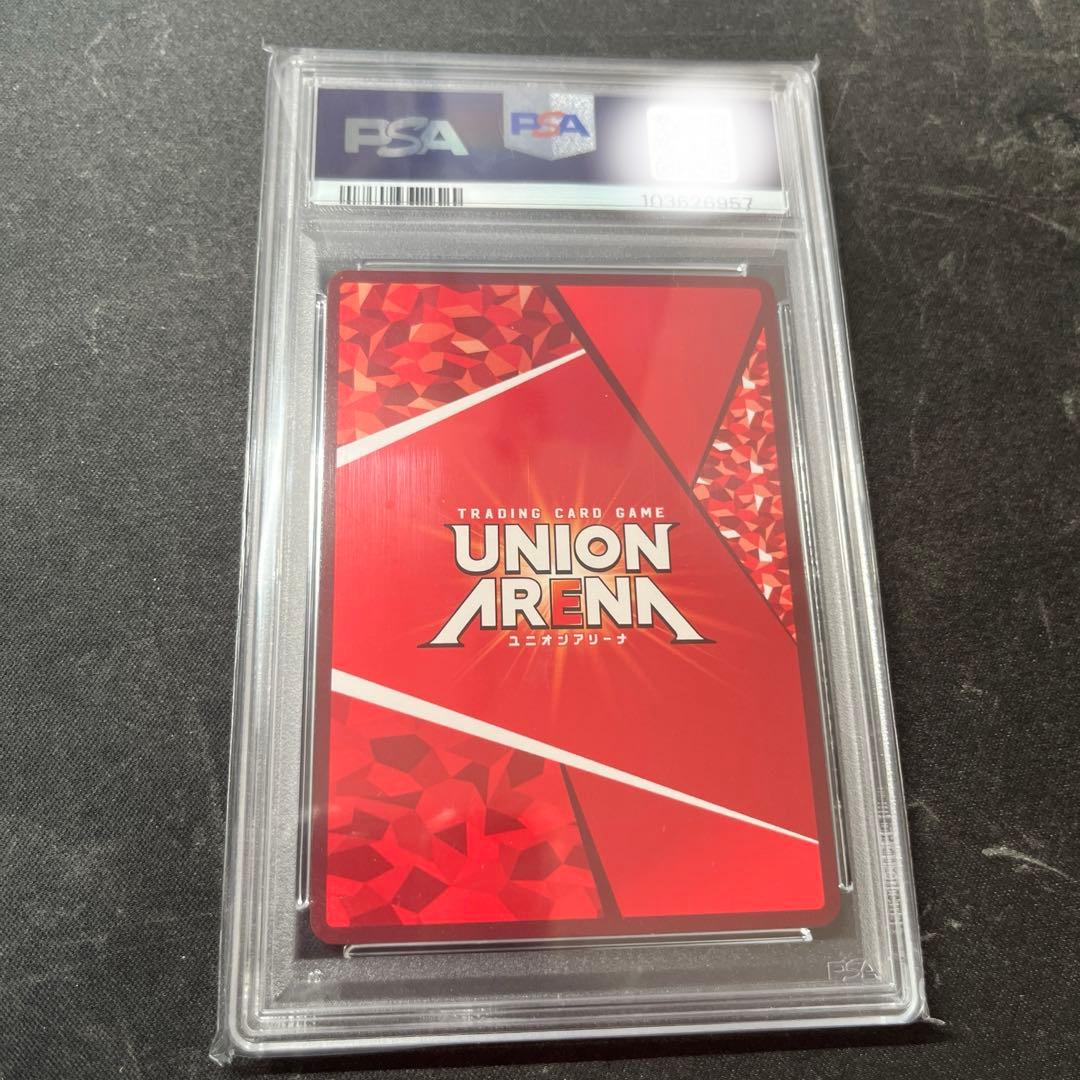 PSA
PSA
103626957
TRADING CARD GAME
UNION
ARENA
ユニオンアリーナ
PSA